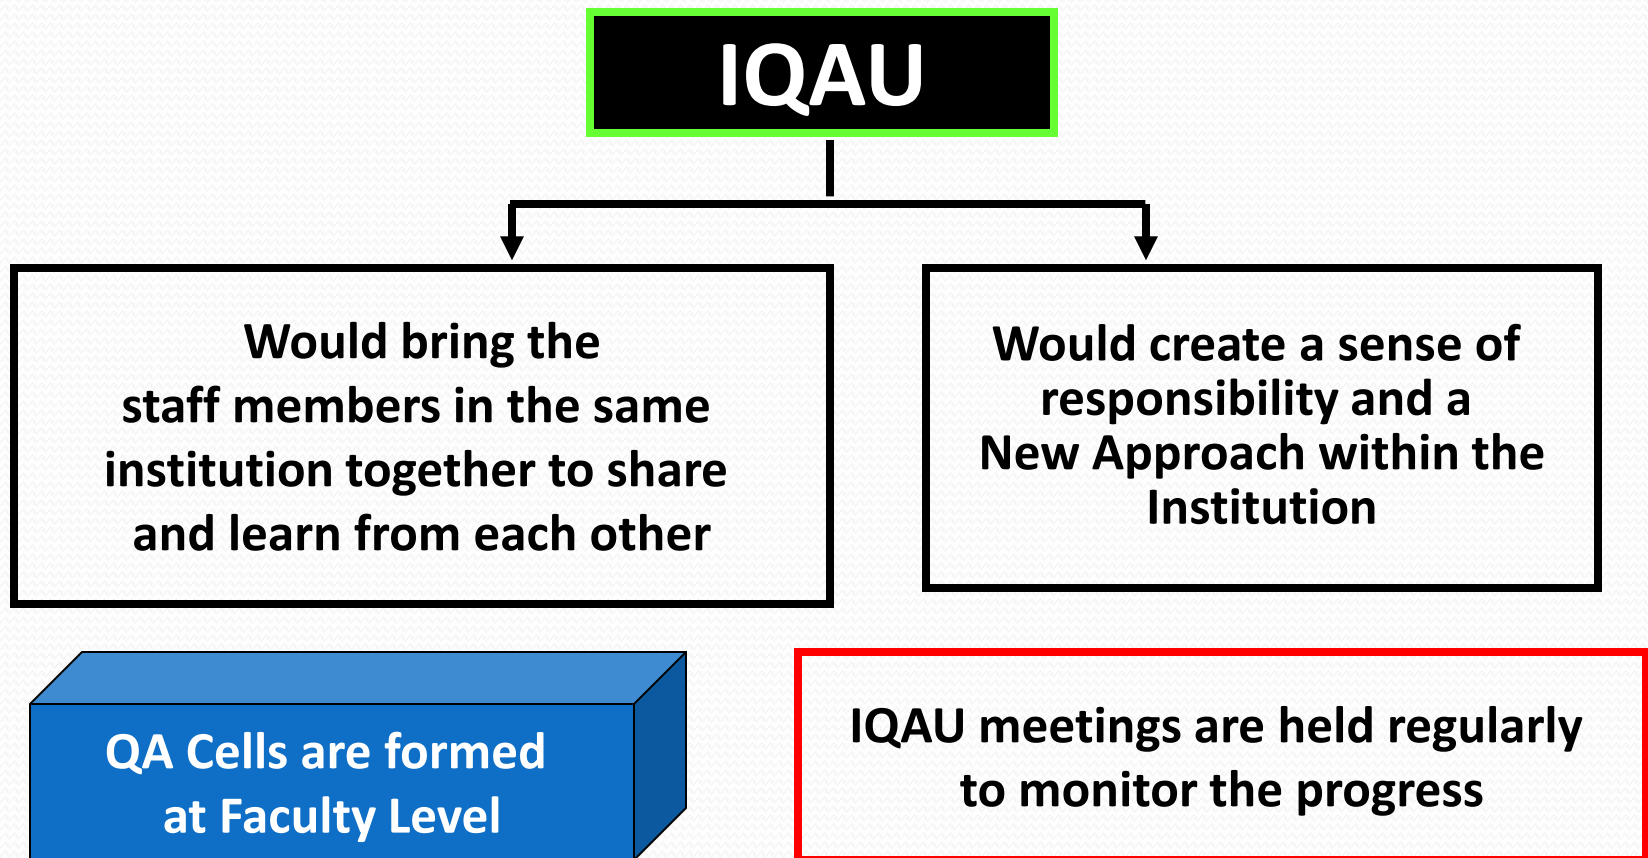 IQAU
Would bring the
staff members in the same
institution together to share
and learn from each other
Would create a sense of
responsibility and a
New Approach within the
Institution
QA Cells are formed
at Faculty Level
IQAU meetings are held regularly
to monitor the progress